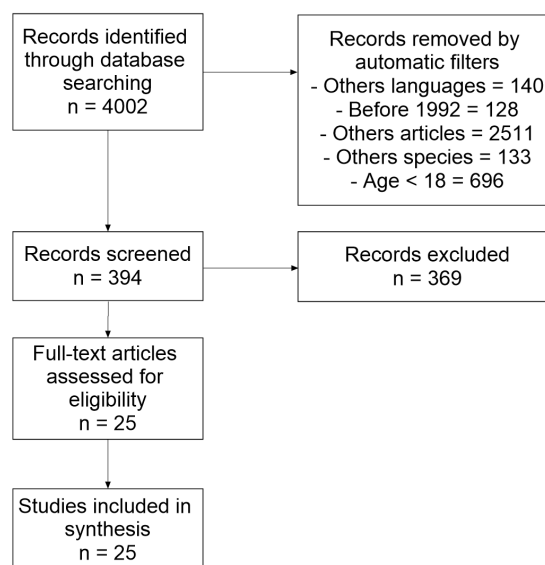 Records identified
through database
searching
n = 4002
Records removed by
automatic filters
- Others languages = 140
- Before 1992 = 128
- Others articles = 2511
- Others species = 133
- Age < 18 = 696
Records screened
n = 394
Records excluded
n = 369
Full-text articles
assessed for
eligibility
n = 25
Studies included in
synthesis
n = 25